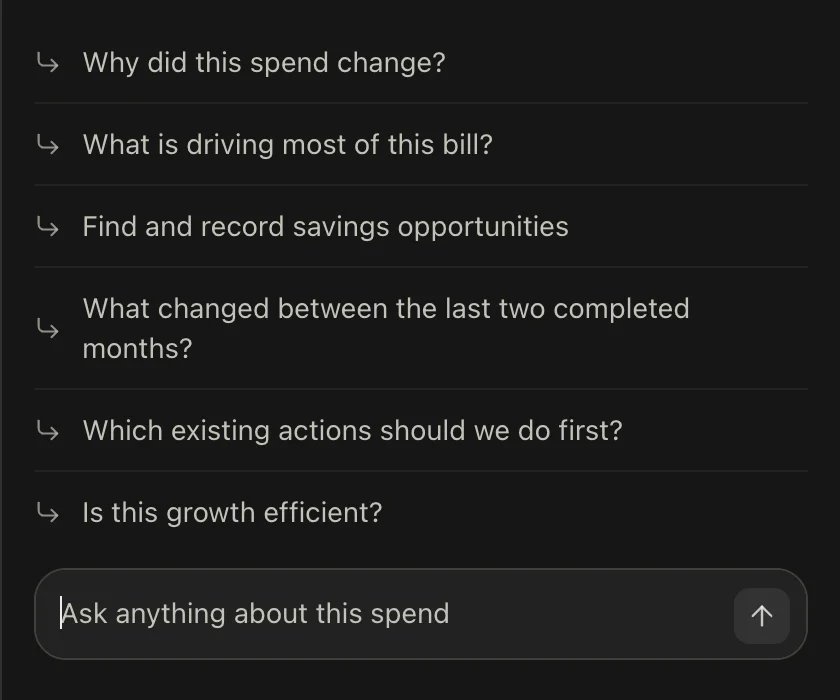 Why did this spend change?
What is driving most of this bill?
Find and record savings opportunities
What changed between the last two completed
months?
Which existing actions should we do first?
Is this growth efficient?
Ask anything about this spend